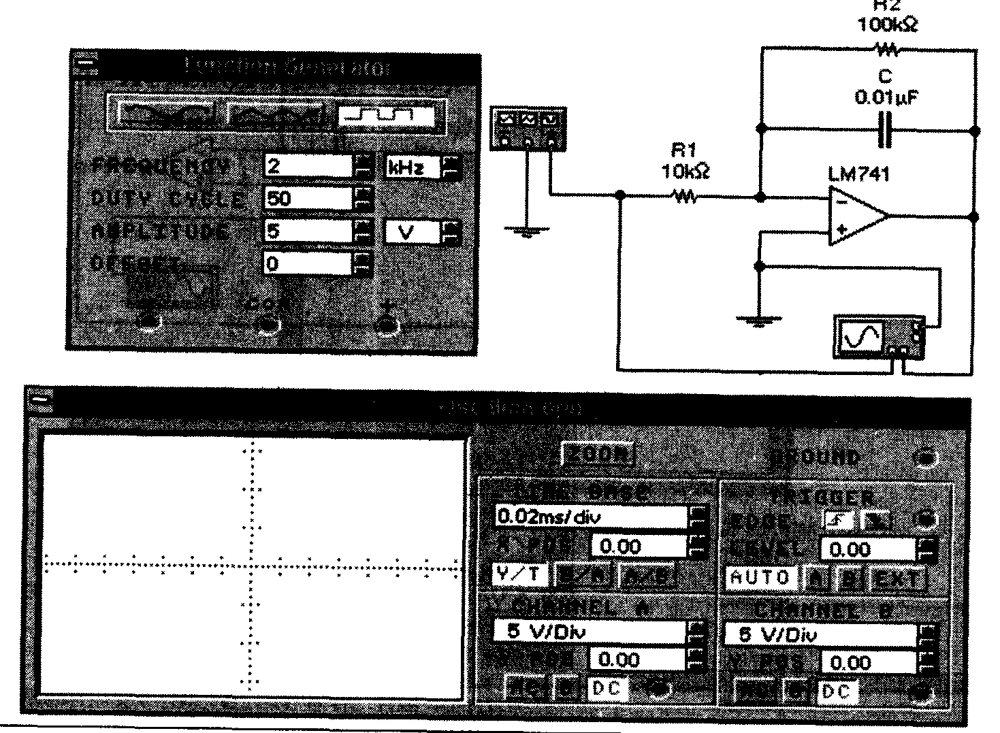 R2
100kΩ
C
0.01µF
R1
10kΩ
LM741
Function Generator
FREQUENCY 2 kHz
DUTY CYCLE 50
AMPLITUDE 5 V
OFFSET 0
COM +
ZOOM GROUND
TIME BASE TRIGGER
0.02ms/div EDGE
X POS 0.00 LEVEL 0.00
Y/T B/A A/B AUTO A B EXT
CHANNEL A CHANNEL B
5 V/Div 5 V/Div
Y POS 0.00 Y POS 0.00
AC 0 DC AC 0 DC